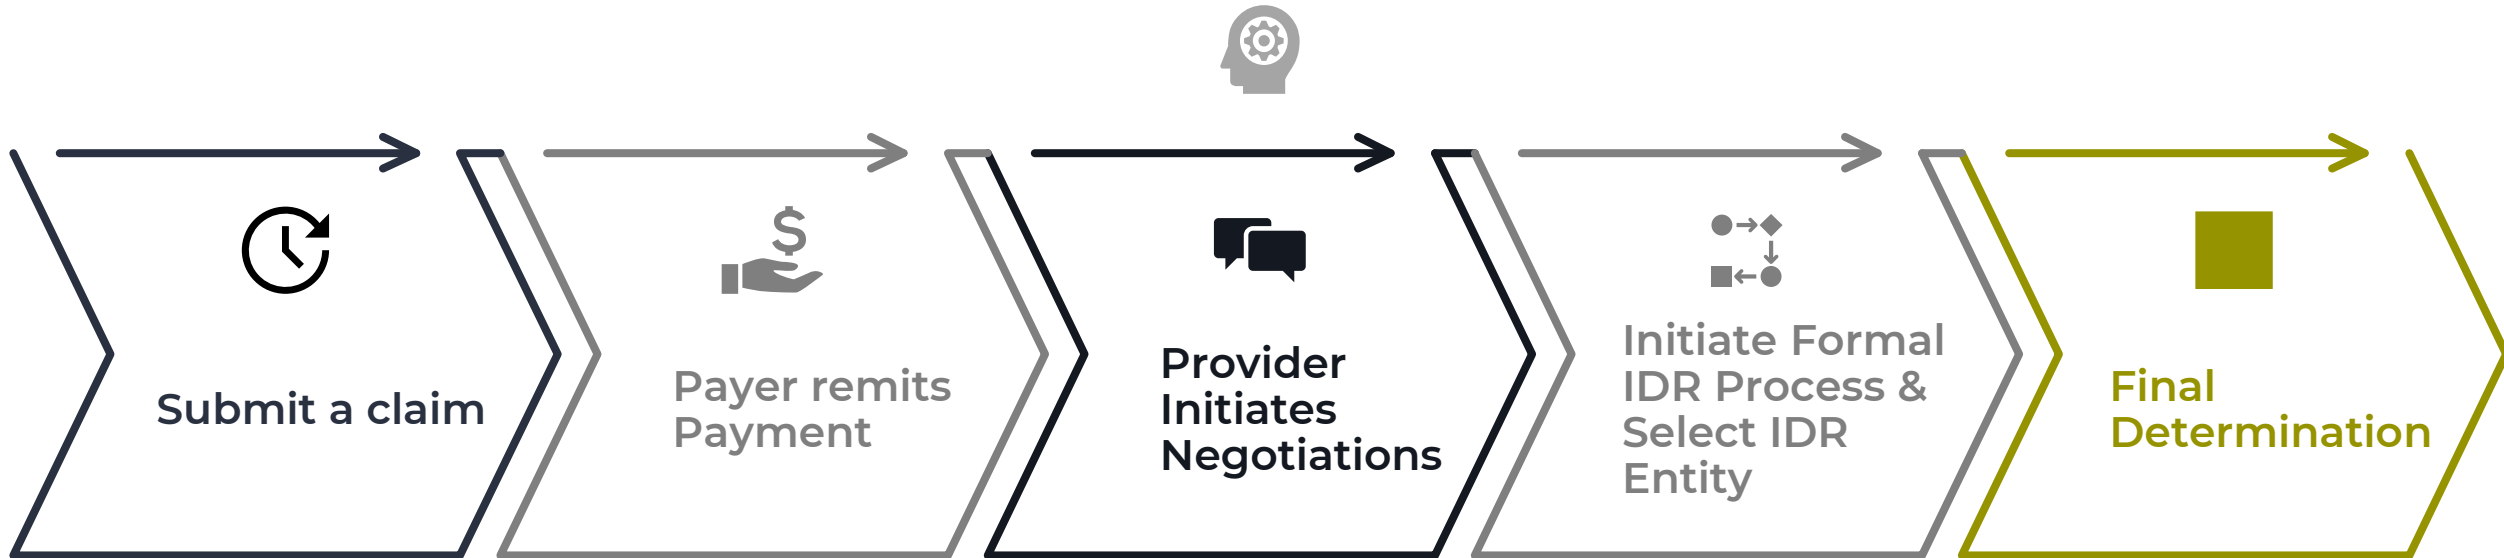 Submit a claim
Payer remits
Payment
Provider
Initiates
Negotiations
Initiate Formal
IDR Process &
Select IDR
Entity
Final
Determination